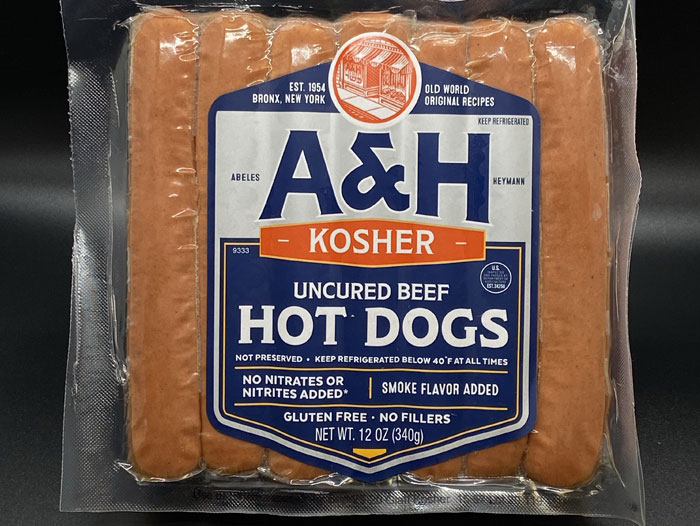 EST. 1954
BRONX, NEW YORK
OLD WORLD
ORIGINAL RECIPES
KEEP REFRIGERATED
A&H
ABELES
HEYMANN
- KOSHER -
9333
U.S.
EST. 34258
UNCURED BEEF
HOT DOGS
NOT PRESERVED • KEEP REFRIGERATED BELOW 40°F AT ALL TIMES
NO NITRATES OR
NITRITES ADDED*
SMOKE FLAVOR ADDED
GLUTEN FREE • NO FILLERS
NET WT. 12 OZ (340g)